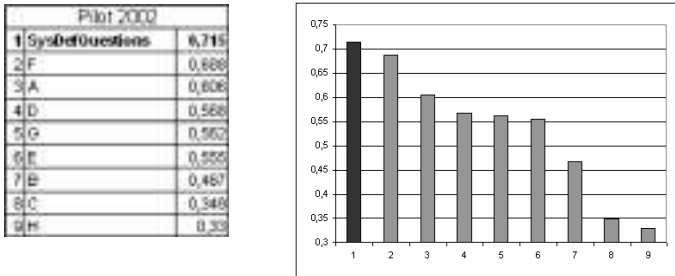 Pilot 2002
1 SysDefQuestions 0,715
2 F 0,688
3 A 0,606
4 D 0,568
5 G 0,562
6 E 0,555
7 B 0,467
8 C 0,348
9 H 0,33
0,75
0,7
0,65
0,6
0,55
0,5
0,45
0,4
0,35
0,3
1 2 3 4 5 6 7 8 9